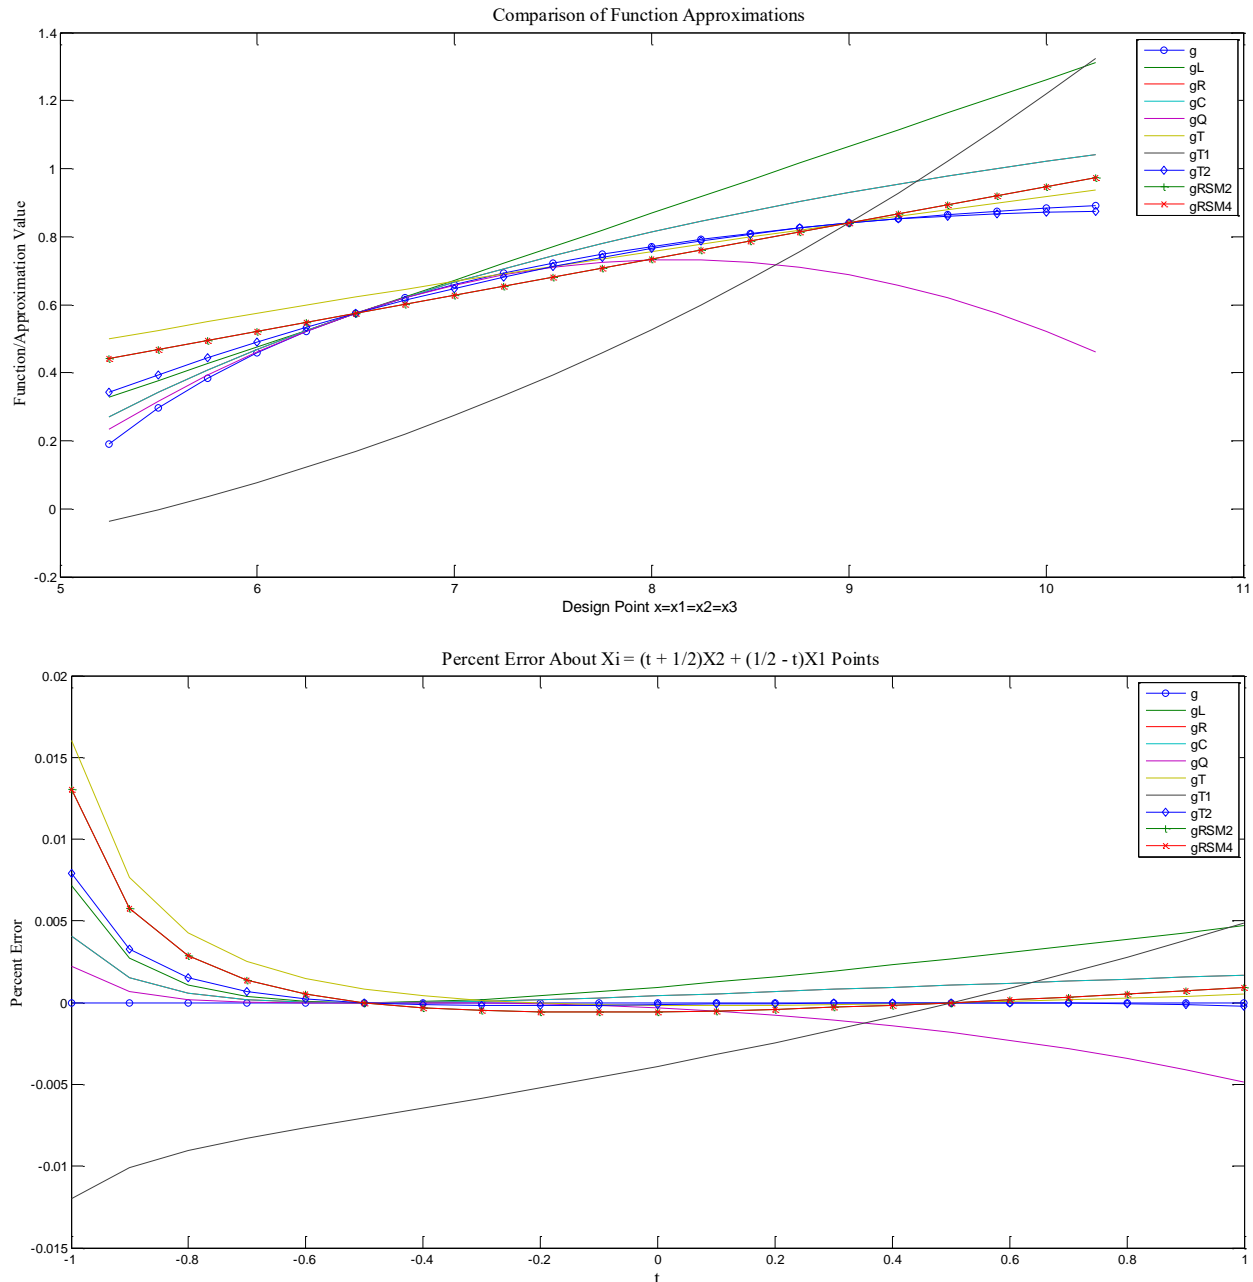 Comparison of Function Approximations
1.4
1.2
1
0.8
0.6
0.4
0.2
0
-0.2
Function/Approximation Value
5
6
7
8
9
10
11
Design Point x=x1=x2=x3
g
gL
gR
gC
gQ
gT
gT1
gT2
gRSM2
gRSM4
Percent Error About Xi = (t + 1/2)X2 + (1/2 - t)X1 Points
0.02
0.015
0.01
0.005
0
-0.005
-0.01
-0.015
Percent Error
-1
-0.8
-0.6
-0.4
-0.2
0
0.2
0.4
0.6
0.8
1
t
g
gL
gR
gC
gQ
gT
gT1
gT2
gRSM2
gRSM4